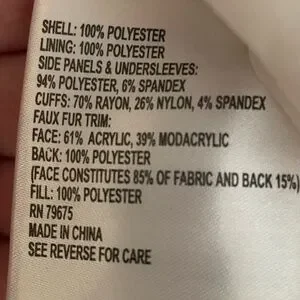 SHELL: 100% POLYESTER
LINING: 100% POLYESTER
SIDE PANELS & UNDERSLEEVES:
94% POLYESTER, 6% SPANDEX
CUFFS: 70% RAYON, 26% NYLON, 4% SPANDEX
FAUX FUR TRIM:
FACE: 61% ACRYLIC, 39% MODACRYLIC
BACK: 100% POLYESTER
(FACE CONSTITUTES 85% OF FABRIC AND BACK 15%)
FILL: 100% POLYESTER
RN 79675
MADE IN CHINA
SEE REVERSE FOR CARE